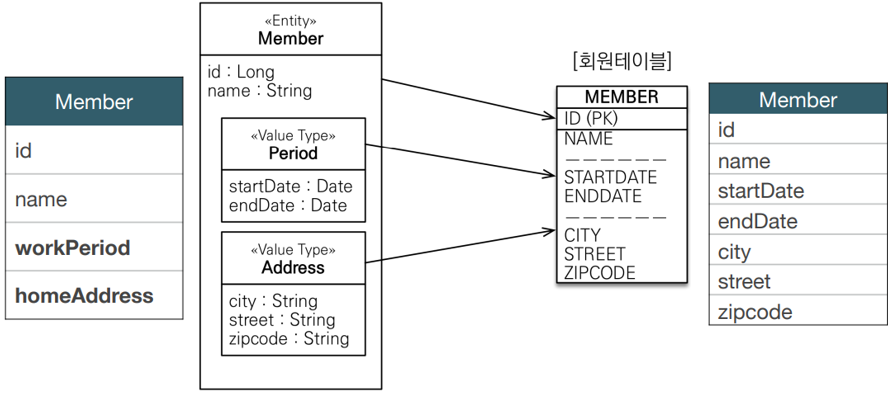 Member
id
name
workPeriod
homeAddress
«Entity»
Member
id : Long
name : String
«Value Type»
Period
startDate : Date
endDate : Date
«Value Type»
Address
city : String
street : String
zipcode : String
[회원테이블]
MEMBER
ID (PK)
NAME
STARTDATE
ENDDATE
CITY
STREET
ZIPCODE
Member
id
name
startDate
endDate
city
street
zipcode